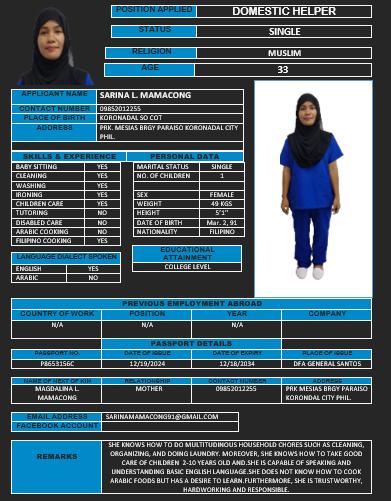 POSITION APPLIED DOMESTIC HELPER
STATUS SINGLE
RELIGION MUSLIM
AGE 33
APPLICANT NAME SARINA L. MAMACONG
CONTACT NUMBER 09852012255
PLACE OF BIRTH KORONADAL SO COT
ADDRESS PRK. MESIAS BRGY PARAISO KORONADAL CITY
PHIL.
SKILLS & EXPERIENCE
BABY SITTING YES
CLEANING YES
WASHING YES
IRONING YES
CHILDREN CARE YES
TUTORING NO
DISABLED CARE NO
ARABIC COOKING NO
FILIPINO COOKING YES
PERSONAL DATA
MARITAL STATUS SINGLE
NO. OF CHILDREN 1
SEX FEMALE
WEIGHT 49 KGS
HEIGHT 5'1"
DATE OF BIRTH Mar. 2, 91
NATIONALITY FILIPINO
LANGUAGE DIALECT SPOKEN
ENGLISH YES
ARABIC NO
EDUCATIONAL
ATTAINMENT
COLLEGE LEVEL
PREVIOUS EMPLOYMENT ABROAD
COUNTRY OF WORK POSITION YEAR COMPANY
N/A N/A N/A N/A
PASSPORT DETAILS
PASSPORT NO. DATE OF ISSUE DATE OF EXPIRY PLACE OF ISSUE
P8653156C 12/19/2024 12/18/2034 DFA GENERAL SANTOS
NAME OF NEXT OF KIN RELATIONSHIP CONTACT NUMBER ADDRESS
MAGDALINA L. MOTHER 09852012255 PRK MESIAS BRGY PARAISO
MAMACONG KORONDAL CITY PHIL.
EMAIL ADDRESS SARINAMAMACONG91@GMAIL.COM
FACEBOOK ACCOUNT
REMARKS
SHE KNOWS HOW TO DO MULTITUDINOUS HOUSEHOLD CHORES SUCH AS CLEANING,
ORGANIZING, AND DOING LAUNDRY. MOREOVER, SHE KNOWS HOW TO TAKE GOOD
CARE OF CHILDREN 2-10 YEARS OLD AND.SHE IS CAPABLE OF SPEAKING AND
UNDERSTANDING BASIC ENGLISH LANGUAGE.SHE DOES NOT KNOW HOW TO COOK
ARABIC FOODS BUT HAS A DESIRE TO LEARN.FURTHERMORE, SHE IS TRUSTWORTHY,
HARDWORKING AND RESPONSIBLE.